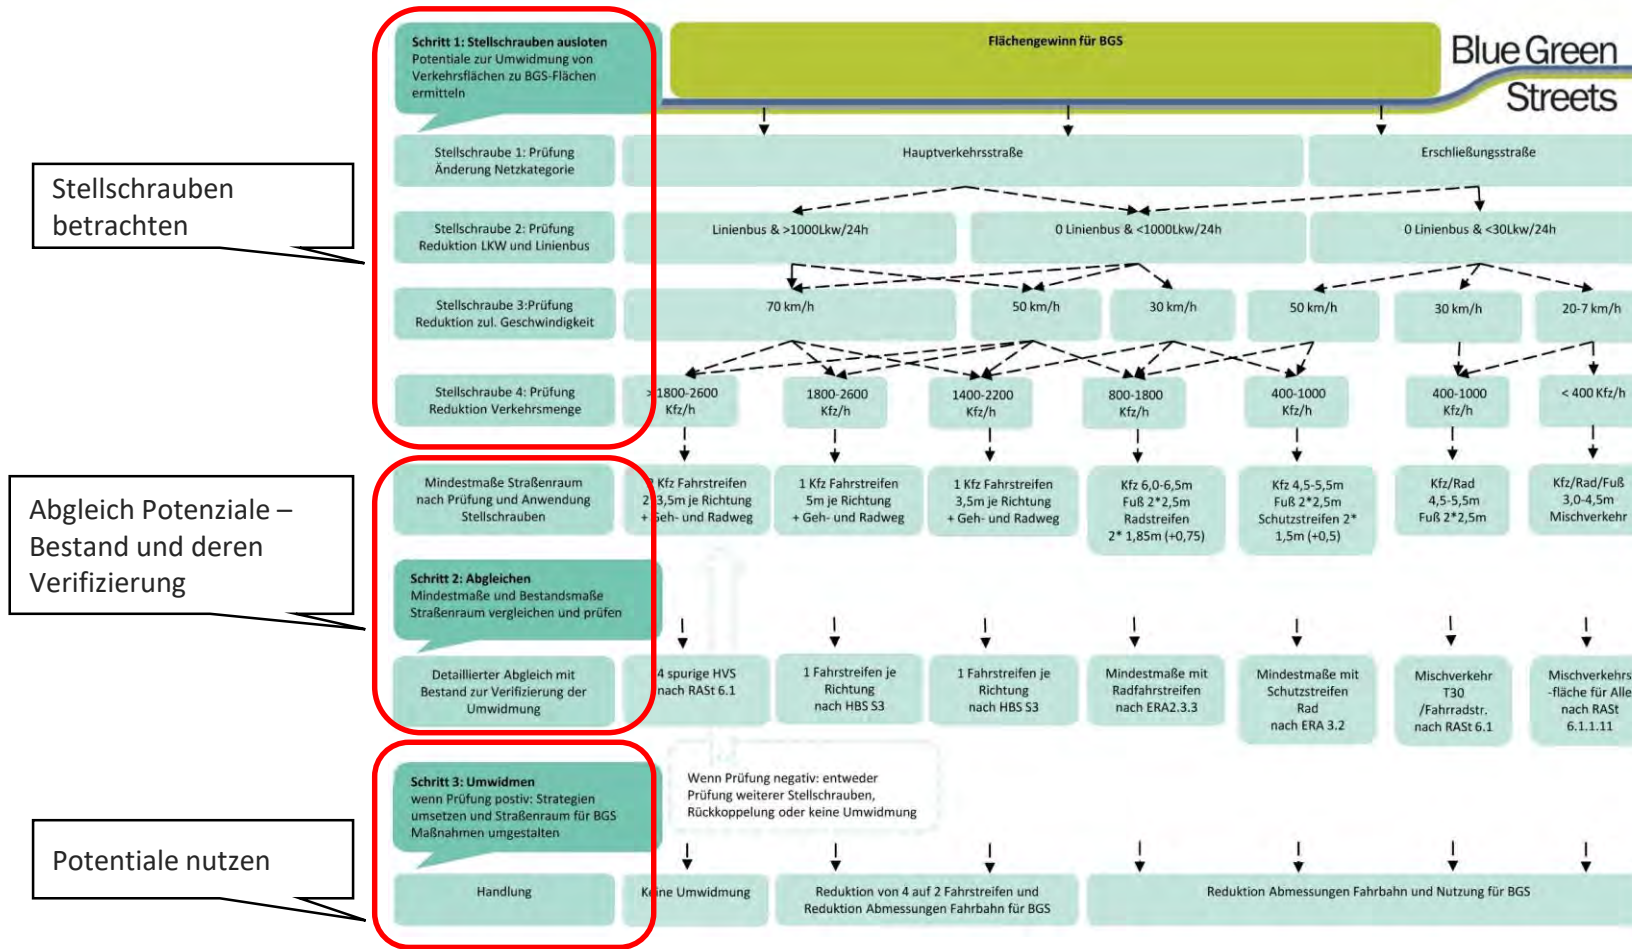 Schritt 1: Stellschrauben ausloten
Potentiale zur Umwidmung von
Verkehrsflächen zu BGS-Flächen
ermitteln
Flächengewinn für BGS
Blue Green
Streets
Stellschrauben
betrachten
Stellschraube 1: Prüfung
Änderung Netzkategorie
Hauptverkehrsstraße
Erschließungsstraße
Stellschraube 2: Prüfung
Reduktion LKW und Linienbus
Linienbus & >1000Lkw/24h
0 Linienbus & <1000Lkw/24h
0 Linienbus & <30Lkw/24h
Stellschraube 3:Prüfung
Reduktion zul. Geschwindigkeit
70 km/h
50 km/h
30 km/h
50 km/h
30 km/h
20-7 km/h
Stellschraube 4: Prüfung
Reduktion Verkehrsmenge
>1800-2600
Kfz/h
1800-2600
Kfz/h
1400-2200
Kfz/h
800-1800
Kfz/h
400-1000
Kfz/h
400-1000
Kfz/h
< 400 Kfz/h
Abgleich Potenziale –
Bestand und deren
Verifizierung
Mindestmaße Straßenraum
nach Prüfung und Anwendung
Stellschrauben
Kfz Fahrstreifen
3,5m je Richtung
+ Geh- und Radweg
1 Kfz Fahrstreifen
5m je Richtung
+ Geh- und Radweg
1 Kfz Fahrstreifen
3,5m je Richtung
+ Geh- und Radweg
Kfz 6,0-6,5m
Fuß 2*2,5m
Radstreifen
2* 1,85m (+0,75)
Kfz 4,5-5,5m
Fuß 2*2,5m
Schutzstreifen 2*
1,5m (+0,5)
Kfz/Rad
4,5-5,5m
Fuß 2*2,5m
Kfz/Rad/Fuß
3,0-4,5m
Mischverkehr
Schritt 2: Abgleichen
Mindestmaße und Bestandsmaße
Straßenraum vergleichen und prüfen
Detaillierter Abgleich mit
Bestand zur Verifizierung der
Umwidmung
4 spurige HVS
nach RASt 6.1
1 Fahrstreifen je
Richtung
nach HBS S3
1 Fahrstreifen je
Richtung
nach HBS S3
Mindestmaße mit
Radfahrstreifen
nach ERA2.3.3
Mindestmaße mit
Schutzstreifen
Rad
nach ERA 3.2
Mischverkehr
T30
/Fahrradstr.
nach RASt 6.1
Mischverkehrs
-fläche für Alle
nach RASt
6.1.1.11
Potentiale nutzen
Schritt 3: Umwidmen
wenn Prüfung postiv: Strategien
umsetzen und Straßenraum für BGS
Maßnahmen umgestalten
Wenn Prüfung negativ: entweder
Prüfung weiterer Stellschrauben,
Rückkoppelung oder keine Umwidmung
Handlung
Keine Umwidmung
Reduktion von 4 auf 2 Fahrstreifen und
Reduktion Abmessungen Fahrbahn für BGS
Reduktion Abmessungen Fahrbahn und Nutzung für BGS